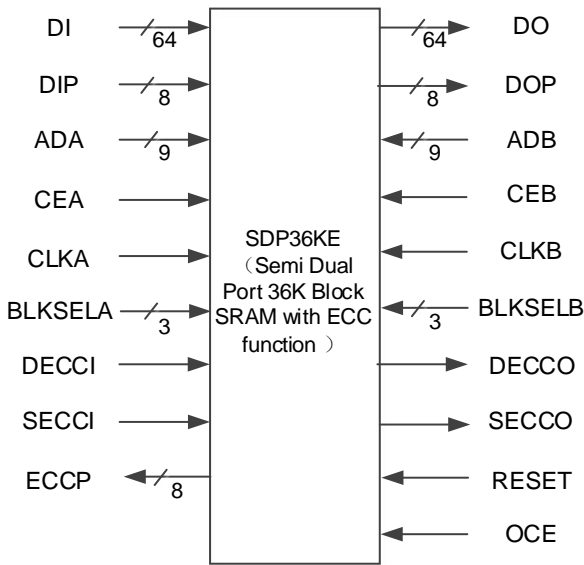 DI
64
DO
64
DIP
8
DOP
8
ADA
9
ADB
9
CEA
CEB
CLKA
CLKB
SDP36KE
(Semi Dual
Port 36K Block
SRAM with ECC
function )
BLKSELA
3
BLKSELB
3
DECCI
DECCO
SECCI
SECCO
ECCP
8
RESET
OCE